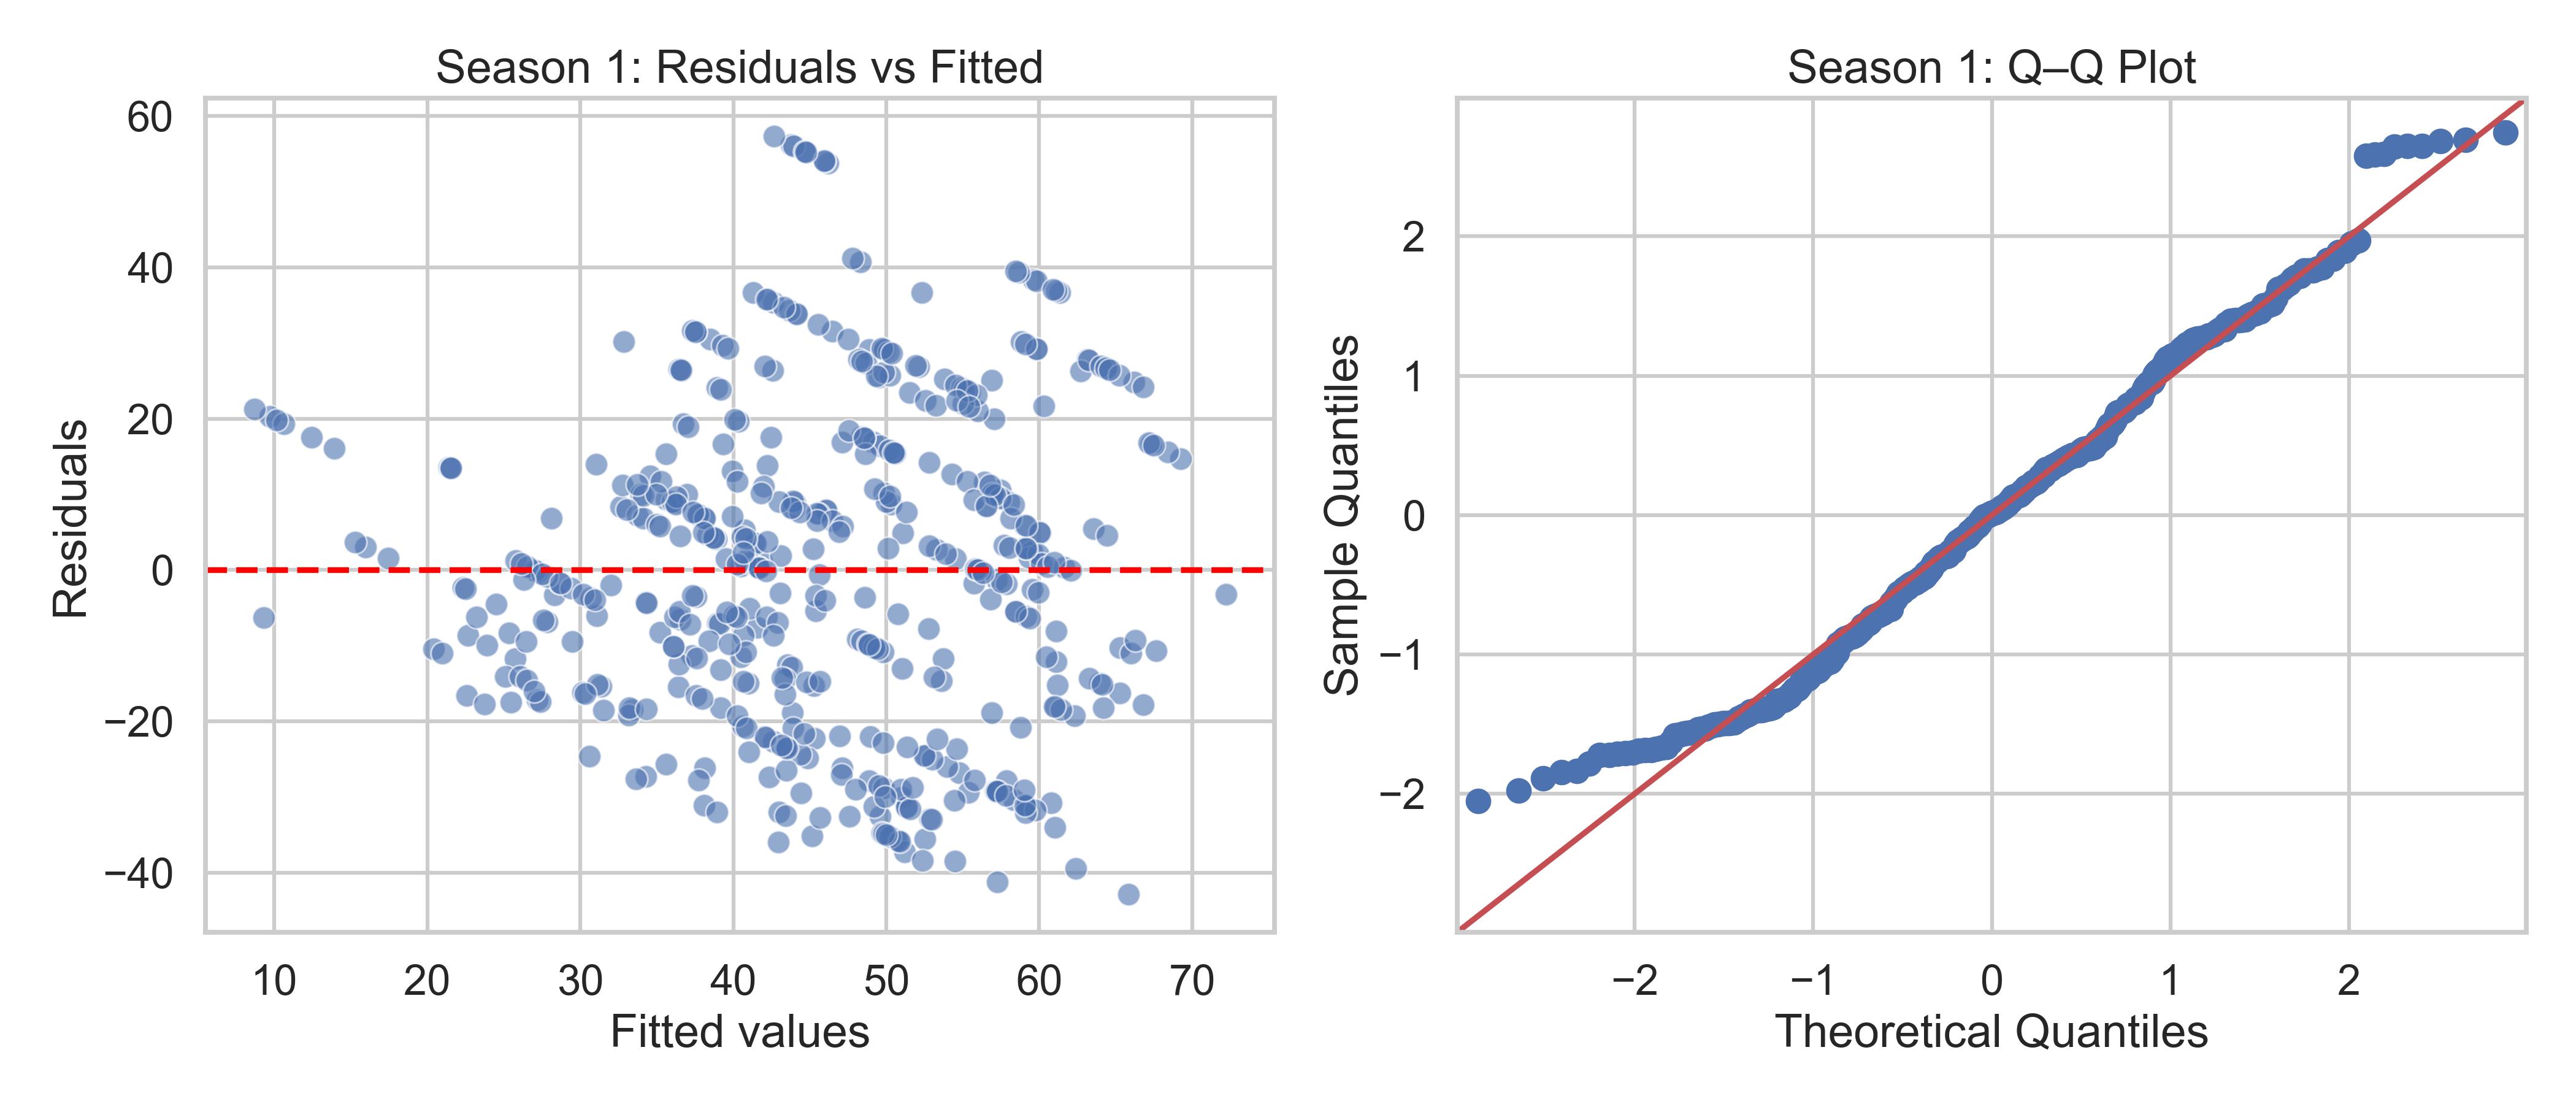 Season 1: Residuals vs Fitted
60
40
20
0
−20
−40
Residuals
10 20 30 40 50 60 70
Fitted values
Season 1: Q–Q Plot
2
1
0
−1
−2
Sample Quantiles
−2 −1 0 1 2
Theoretical Quantiles